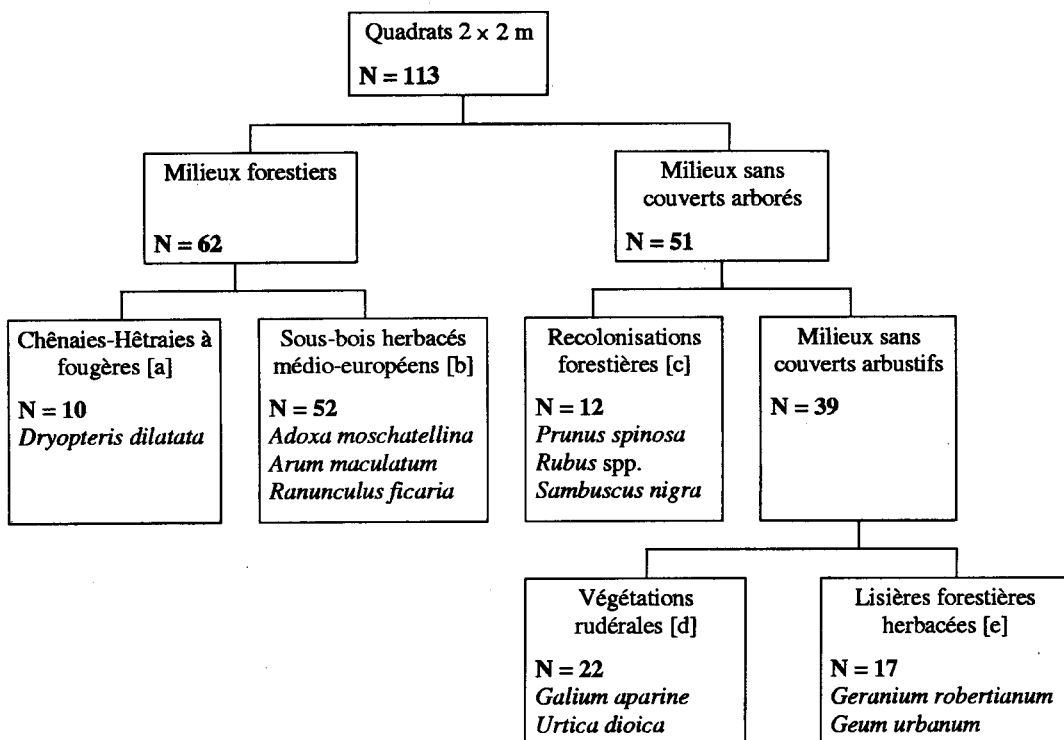 Quadrats 2 × 2 m
N = 113
Milieux forestiers
N = 62
Milieux sans
couverts arborés
N = 51
Chênaies-Hêtraies à
fougères [a]
N = 10
Dryopteris dilatata
Sous-bois herbacés
médio-européens [b]
N = 52
Adoxa moschatellina
Arum maculatum
Ranunculus ficaria
Recolonisations
forestières [c]
N = 12
Prunus spinosa
Rubus spp.
Sambuscus nigra
Milieux sans
couverts arbustifs
N = 39
Végétations
rudérales [d]
N = 22
Galium aparine
Urtica dioica
Lisières forestières
herbacées [e]
N = 17
Geranium robertianum
Geum urbanum